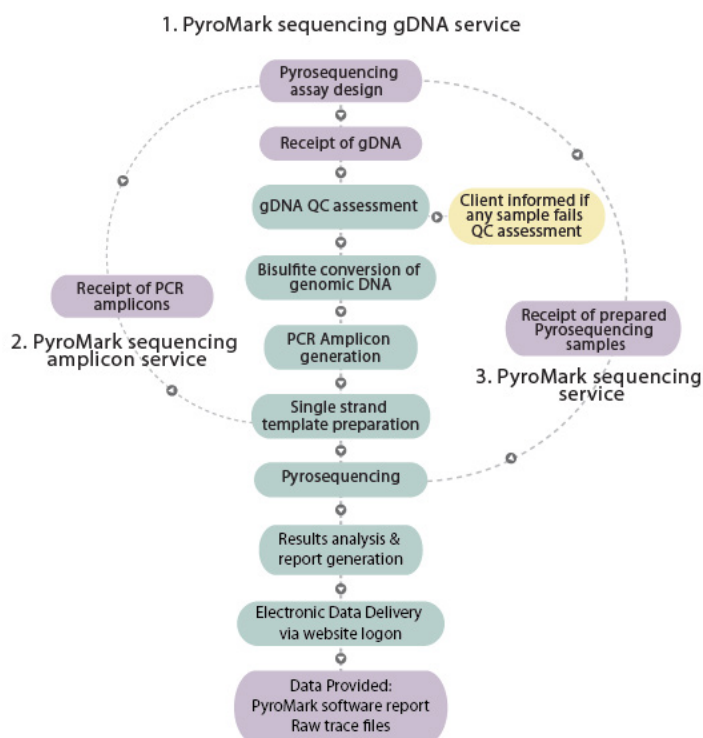 1. PyroMark sequencing gDNA service
Pyrosequencing
assay design
Receipt of gDNA
gDNA QC assessment
Client informed if
any sample fails
QC assessment
Bisulfite conversion of
genomic DNA
Receipt of PCR
amplicons
2. PyroMark sequencing
amplicon service
PCR Amplicon
generation
Receipt of prepared
Pyrosequencing
samples
3. PyroMark sequencing
service
Single strand
template preparation
Pyrosequencing
Results analysis &
report generation
Electronic Data Delivery
via website logon
Data Provided:
PyroMark software report
Raw trace files